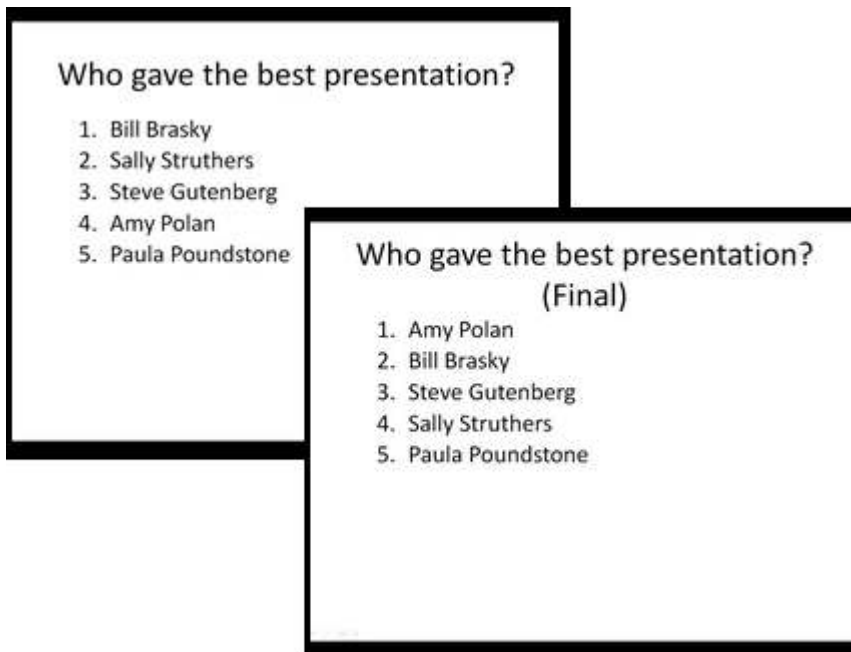 Who gave the best presentation?
1. Bill Brasky
2. Sally Struthers
3. Steve Gutenberg
4. Amy Polan
5. Paula Poundstone
Who gave the best presentation?
(Final)
1. Amy Polan
2. Bill Brasky
3. Steve Gutenberg
4. Sally Struthers
5. Paula Poundstone